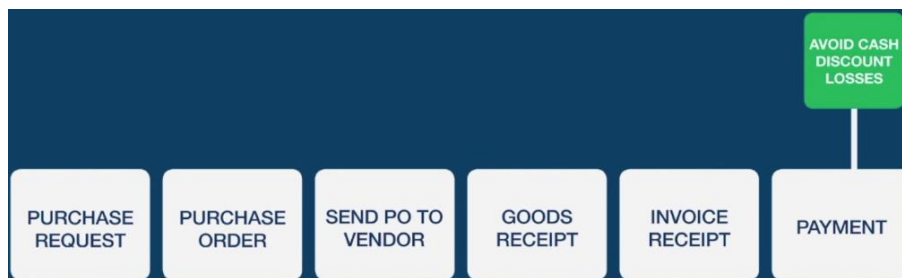 AVOID CASH
DISCOUNT
LOSSES
PURCHASE
REQUEST
PURCHASE
ORDER
SEND PO TO
VENDOR
GOODS
RECEIPT
INVOICE
RECEIPT
PAYMENT